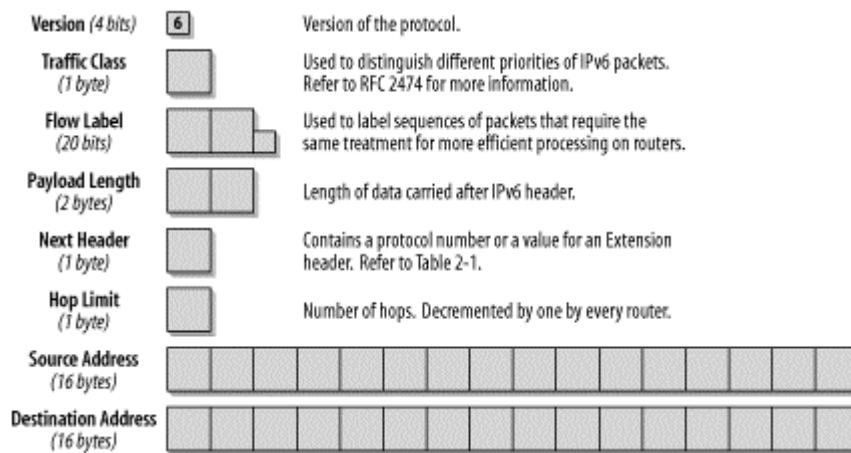 Version (4 bits) 6 Version of the protocol.
Traffic Class Used to distinguish different priorities of IPv6 packets.
(1 byte) Refer to RFC 2474 for more information.
Flow Label Used to label sequences of packets that require the
(20 bits) same treatment for more efficient processing on routers.
Payload Length
(2 bytes) Length of data carried after IPv6 header.
Next Header Contains a protocol number or a value for an Extension
(1 byte) header. Refer to Table 2-1.
Hop Limit
(1 byte) Number of hops. Decremented by one by every router.
Source Address
(16 bytes)
Destination Address
(16 bytes)